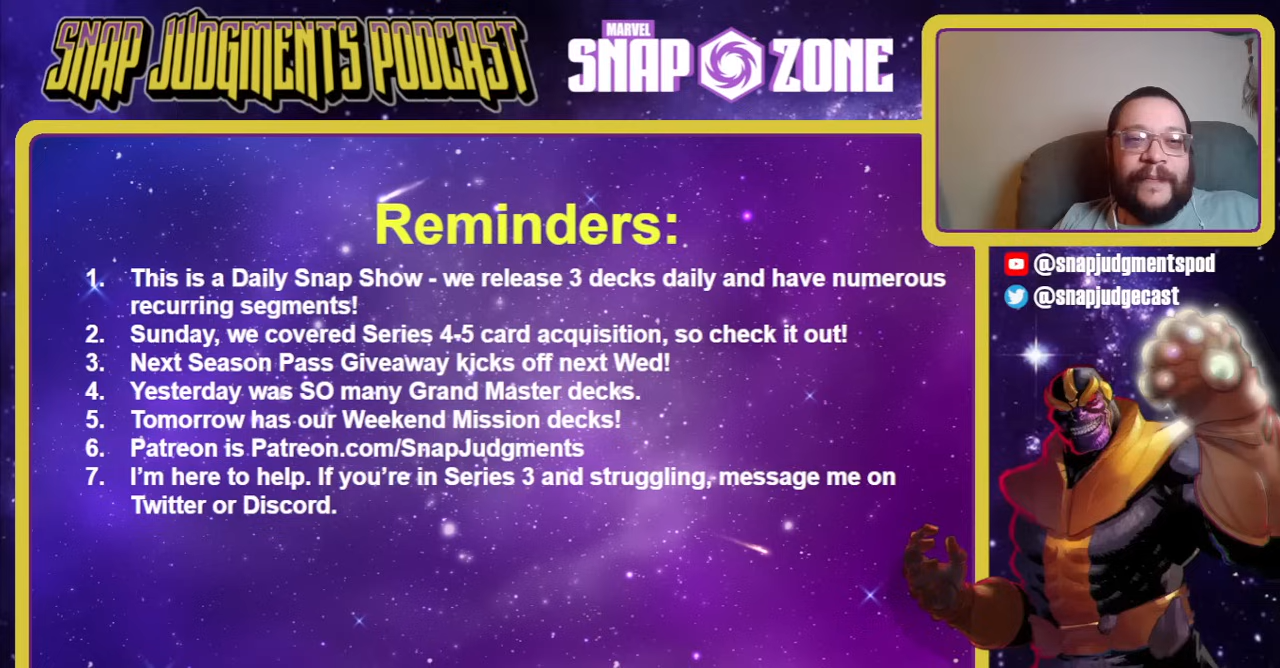 SNAP JUDGMENTS PODCAST
MARVEL
SNAP ZONE
Reminders:
1. This is a Daily Snap Show - we release 3 decks daily and have numerous
recurring segments!
2. Sunday, we covered Series 4-5 card acquisition, so check it out!
3. Next Season Pass Giveaway kicks off next Wed!
4. Yesterday was SO many Grand Master decks.
5. Tomorrow has our Weekend Mission decks!
6. Patreon is Patreon.com/SnapJudgments
7. I'm here to help. If you're in Series 3 and struggling, message me on
Twitter or Discord.
@snapjudgmentspod
@snapjudgecast